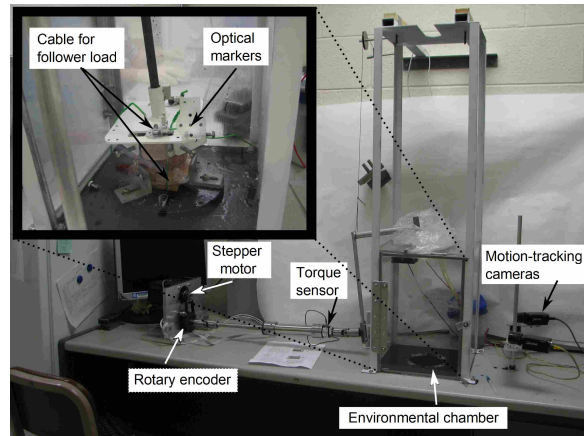 Cable for
follower load
Optical
markers
Stepper
motor
Torque
sensor
Motion-tracking
cameras
Rotary encoder
Environmental chamber